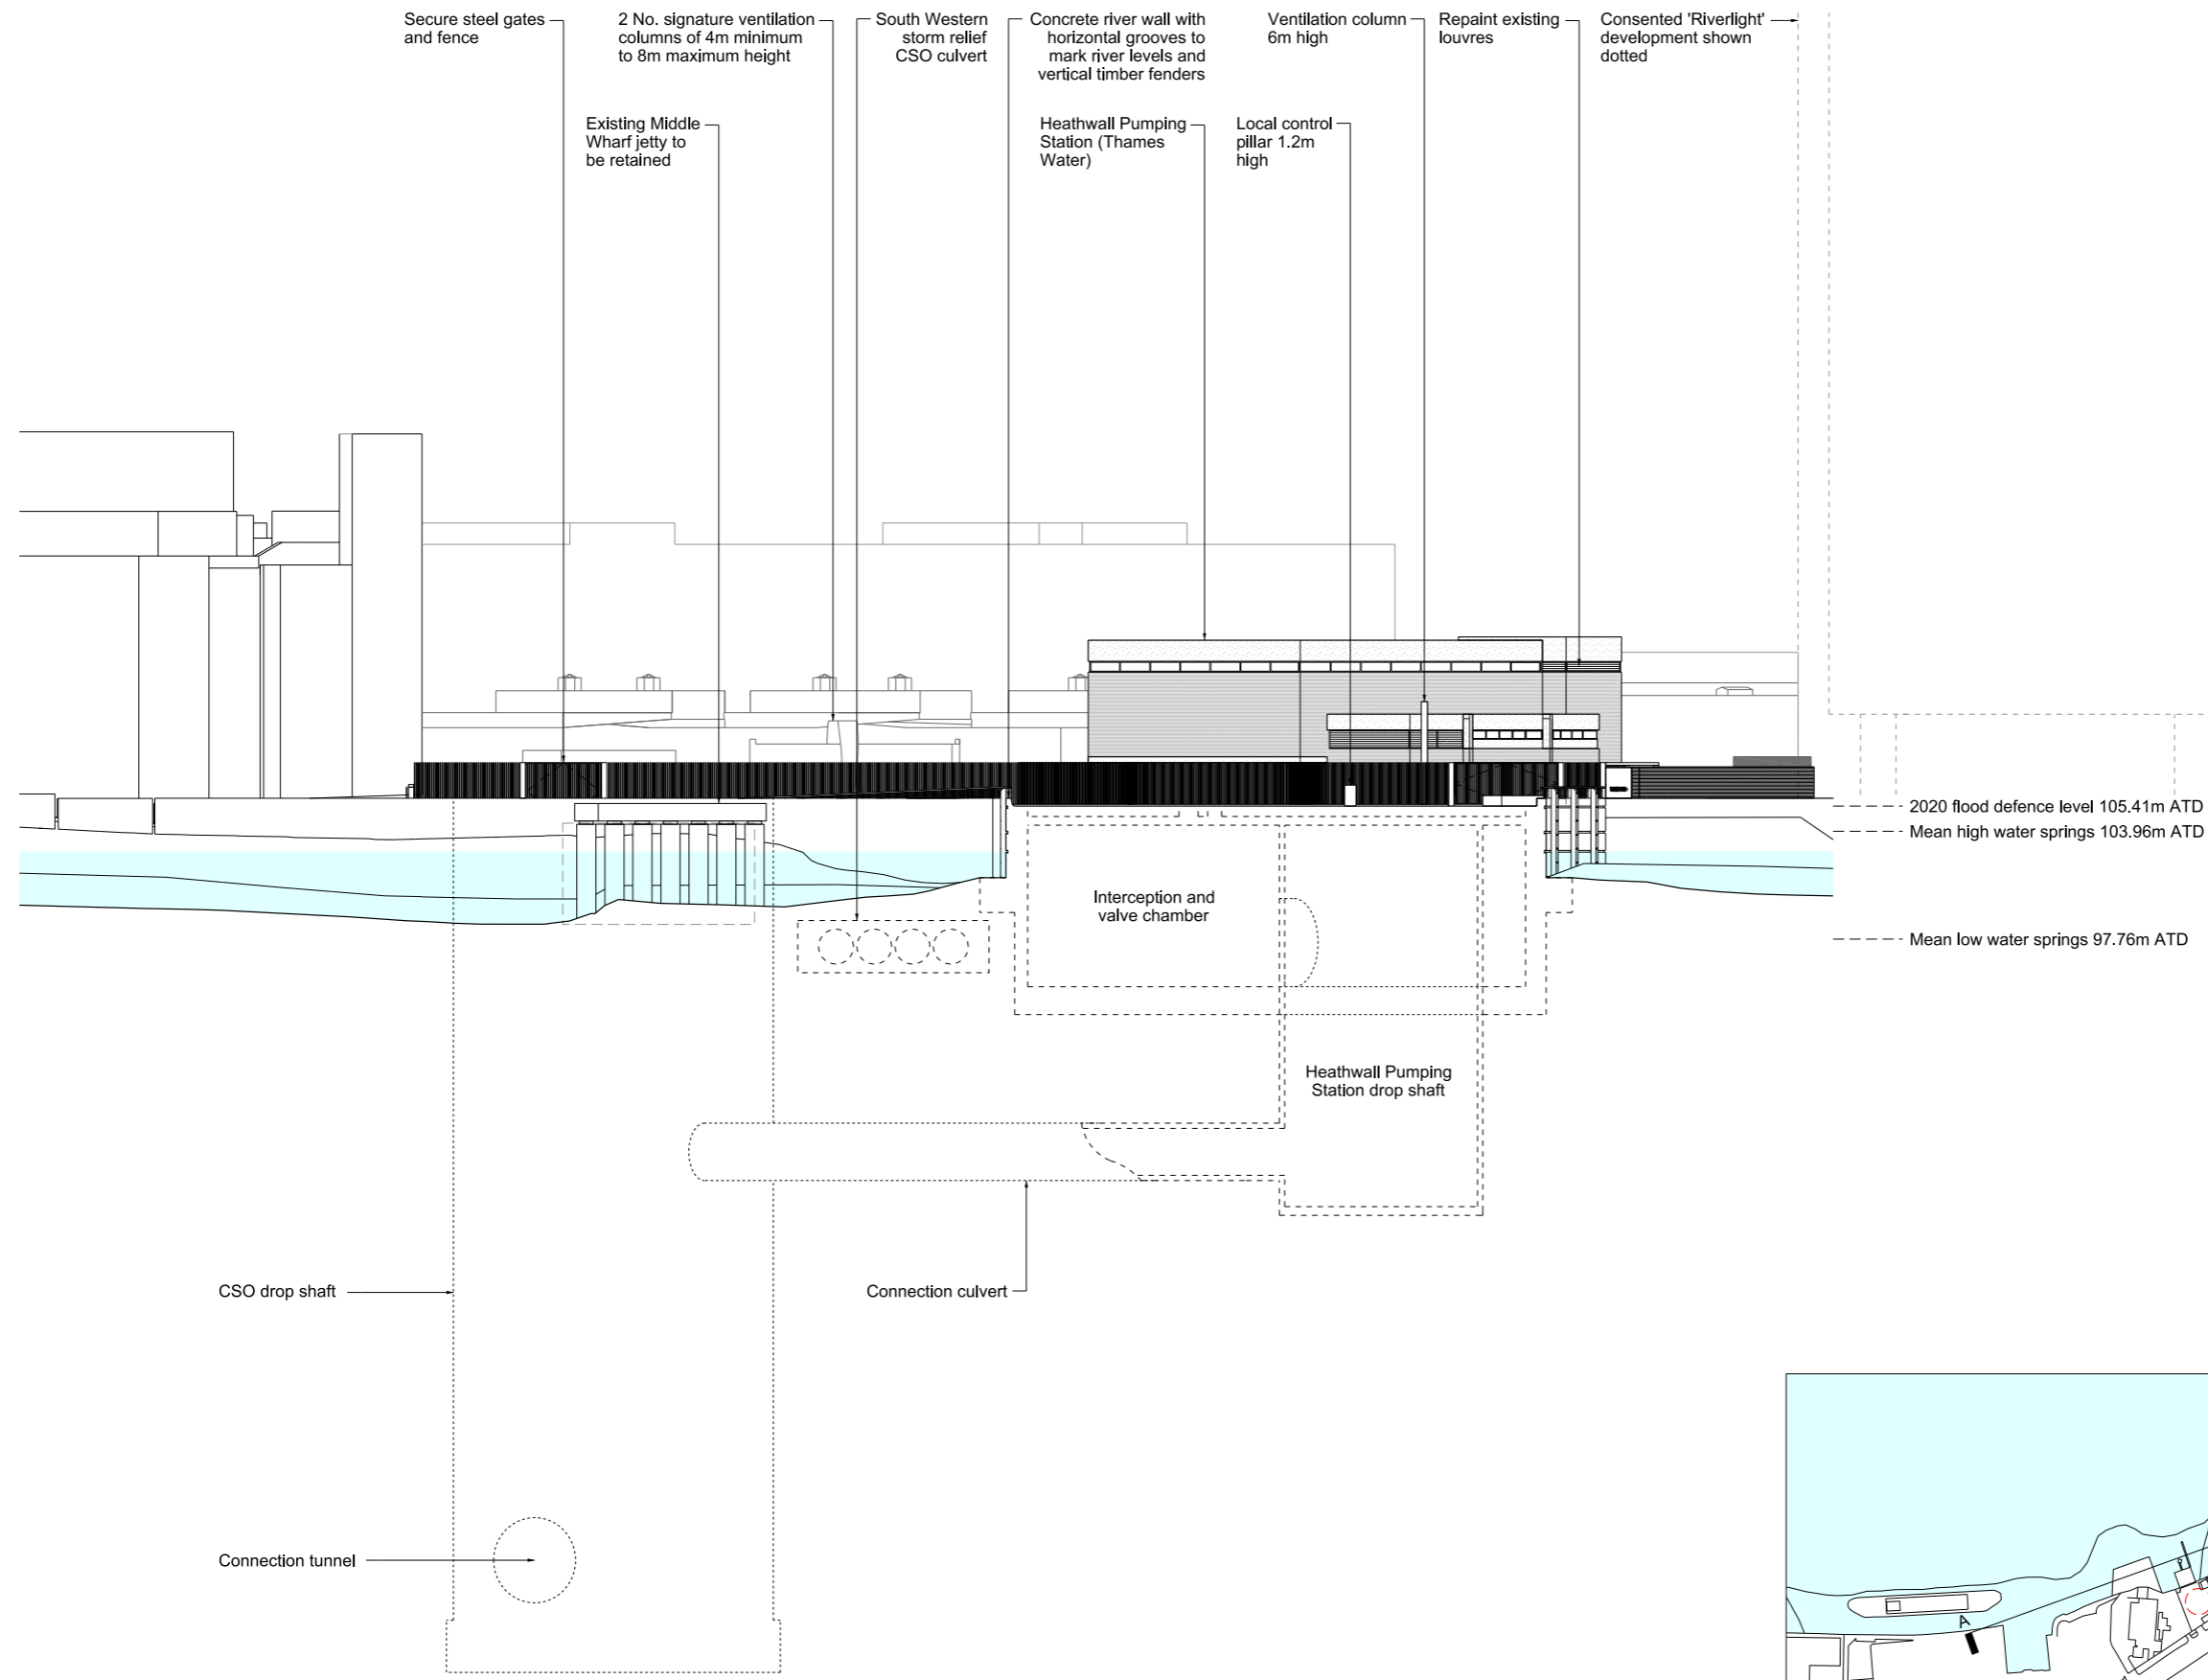 Secure steel gates
and fence
2 No. signature ventilation
columns of 4m minimum
to 8m maximum height
South Western
storm relief
CSO culvert
Concrete river wall with
horizontal grooves to
mark river levels and
vertical timber fenders
Ventilation column
6m high
Repaint existing
louvres
Consented 'Riverlight'
development shown
dotted
Existing Middle
Wharf jetty to
be retained
Heathwall Pumping
Station (Thames
Water)
Local control
pillar 1.2m
high
2020 flood defence level 105.41m ATD
Mean high water springs 103.96m ATD
Interception and
valve chamber
Mean low water springs 97.76m ATD
Heathwall Pumping
Station drop shaft
CSO drop shaft
Connection culvert
Connection tunnel
A